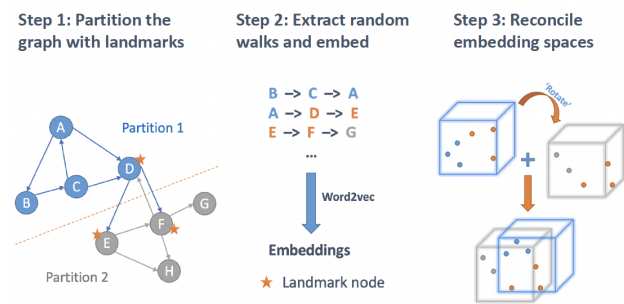 Step 1: Partition the
graph with landmarks
A
Partition 1
D
B
C
G
F
E
H
Partition 2
Step 2: Extract random
walks and embed
B -> C -> A
A -> D -> E
E -> F -> G
...
Word2vec
Embeddings
Landmark node
Step 3: Reconcile
embedding spaces
'Rotate'
+